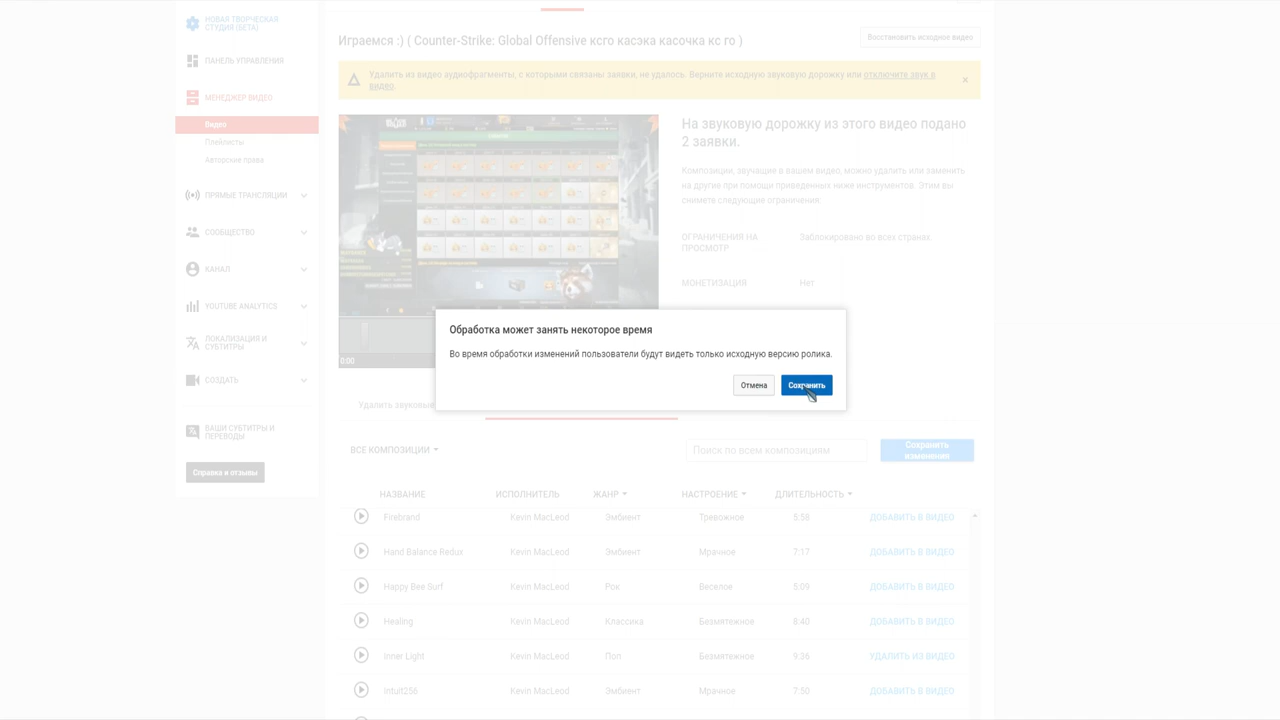 НОВАЯ ТВОРЧЕСКАЯ
СТУДИЯ (БЕТА)
ПАНЕЛЬ УПРАВЛЕНИЯ
МЕНЕДЖЕР ВИДЕО
Видео
Плейлисты
Авторские права
ПРЯМЫЕ ТРАНСЛЯЦИИ
СООБЩЕСТВО
КАНАЛ
YOUTUBE ANALYTICS
ЛОКАЛИЗАЦИЯ И
СУБТИТРЫ
СОЗДАТЬ
ВАШИ СУБТИТРЫ И
ПЕРЕВОДЫ
Справка и отзывы
Играемся :) ( Counter-Strike: Global Offensive ксго касэка касочка кс го )
Восстановить исходное видео
Удалить из видео аудиофрагменты, с которыми связаны заявки, не удалось. Верните исходную звуковую дорожку или отключите звук в
видео.
На звуковую дорожку из этого видео подано
2 заявки.
Композиции, звучащие в вашем видео, можно удалить или заменить
на другие при помощи приведенных ниже инструментов. Этим вы
снимете следующие ограничения:
ОГРАНИЧЕНИЯ НА
ПРОСМОТР
Заблокировано во всех странах
МОНЕТИЗАЦИЯ Нет
0:00
Обработка может занять некоторое время
Во время обработки изменений пользователи будут видеть только исходную версию ролика.
Отмена Сохранить
Удалить звуковые
ВСЕ КОМПОЗИЦИИ Поиск по всем композициям Сохранить
изменения
НАЗВАНИЕ ИСПОЛНИТЕЛЬ ЖАНР НАСТРОЕНИЕ ДЛИТЕЛЬНОСТЬ
Firebrand Kevin MacLeod Эмбиент Тревожное 5:58 ДОБАВИТЬ В ВИДЕО
Hand Balance Redux Kevin MacLeod Эмбиент Мрачное 7:17 ДОБАВИТЬ В ВИДЕО
Happy Bee Surf Kevin MacLeod Рок Веселое 5:09 ДОБАВИТЬ В ВИДЕО
Healing Kevin MacLeod Классика Безмятежное 8:40 ДОБАВИТЬ В ВИДЕО
Inner Light Kevin MacLeod Поп Безмятежное 9:36 УДАЛИТЬ ИЗ ВИДЕО
Intuit256 Kevin MacLeod Эмбиент Мрачное 7:50 ДОБАВИТЬ В ВИДЕО